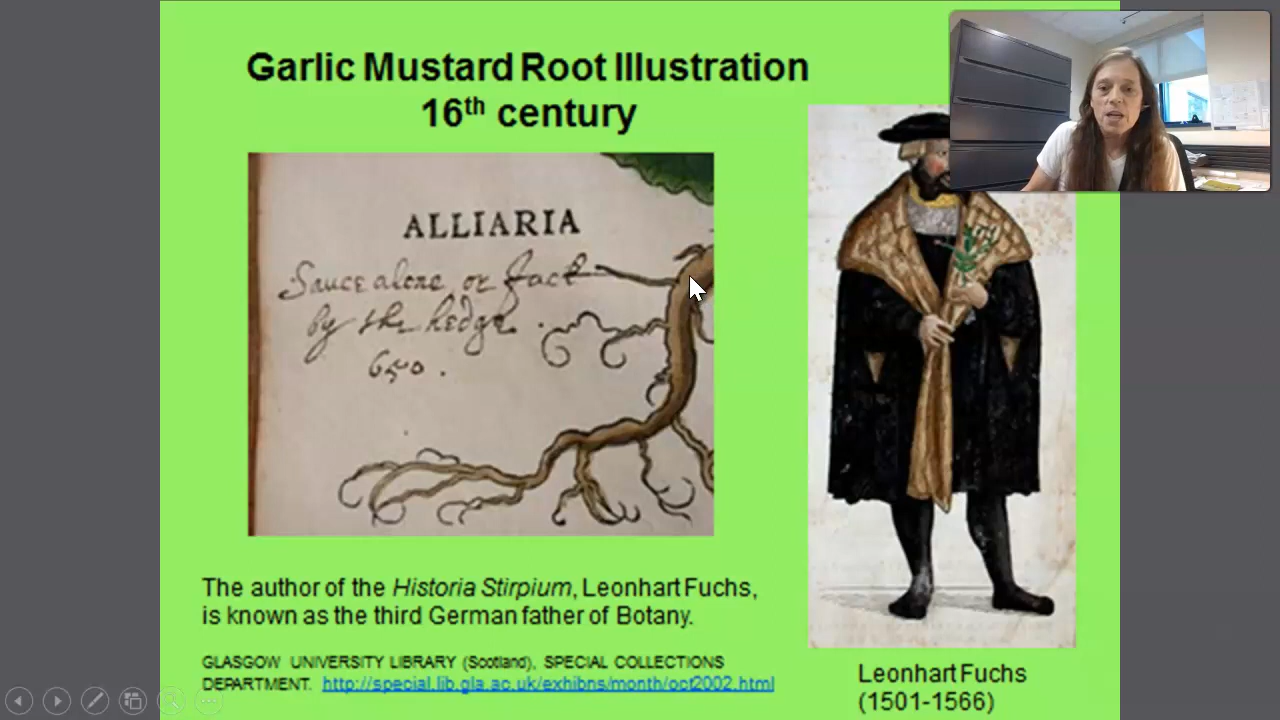 Garlic Mustard Root Illustration
16th century
ALLIARIA
Sauce alone or Jack
by the hedge.
650.
The author of the Historia Stirpium, Leonhart Fuchs,
is known as the third German father of Botany.
GLASGOW UNIVERSITY LIBRARY (Scotland), SPECIAL COLLECTIONS
DEPARTMENT. http://special.lib.gla.ac.uk/exhibns/month/oct2002.html
Leonhart Fuchs
(1501-1566)